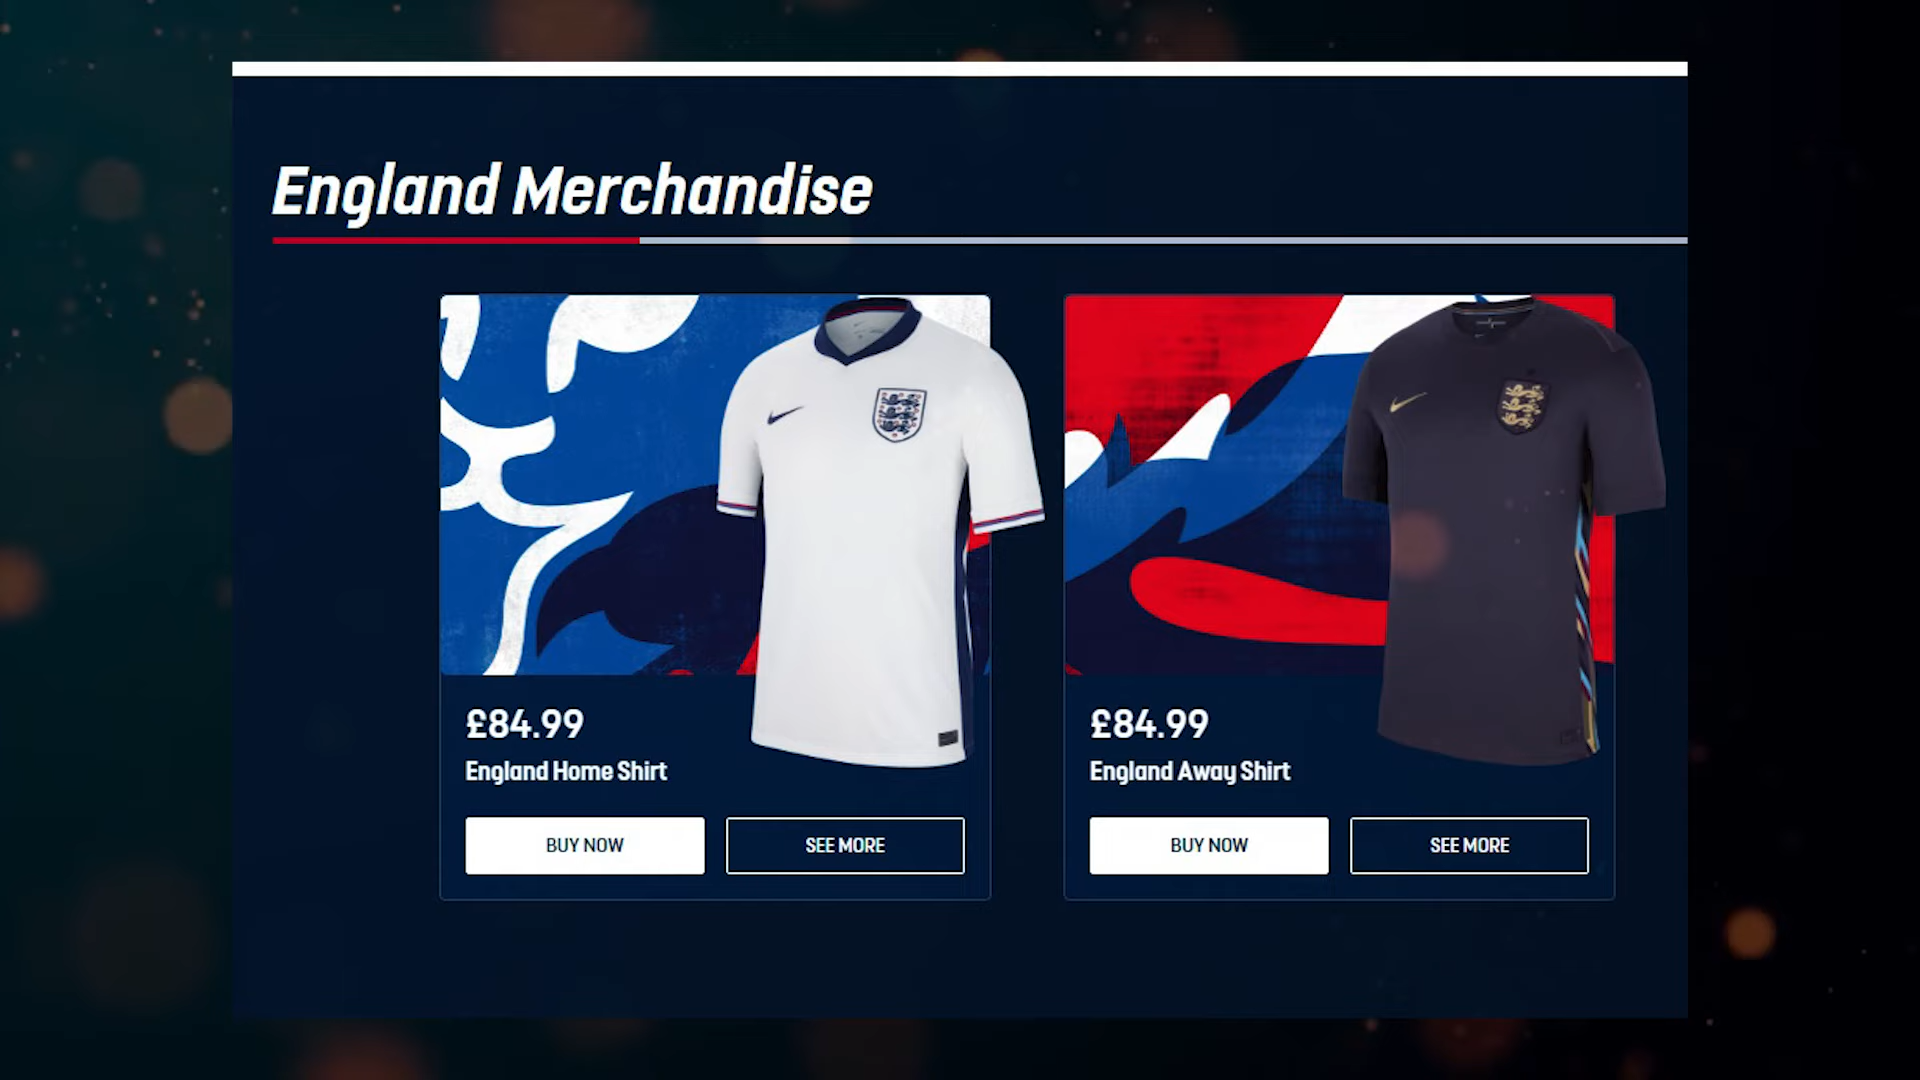 England Merchandise
£84.99
England Home Shirt
BUY NOW
SEE MORE
£84.99
England Away Shirt
BUY NOW
SEE MORE